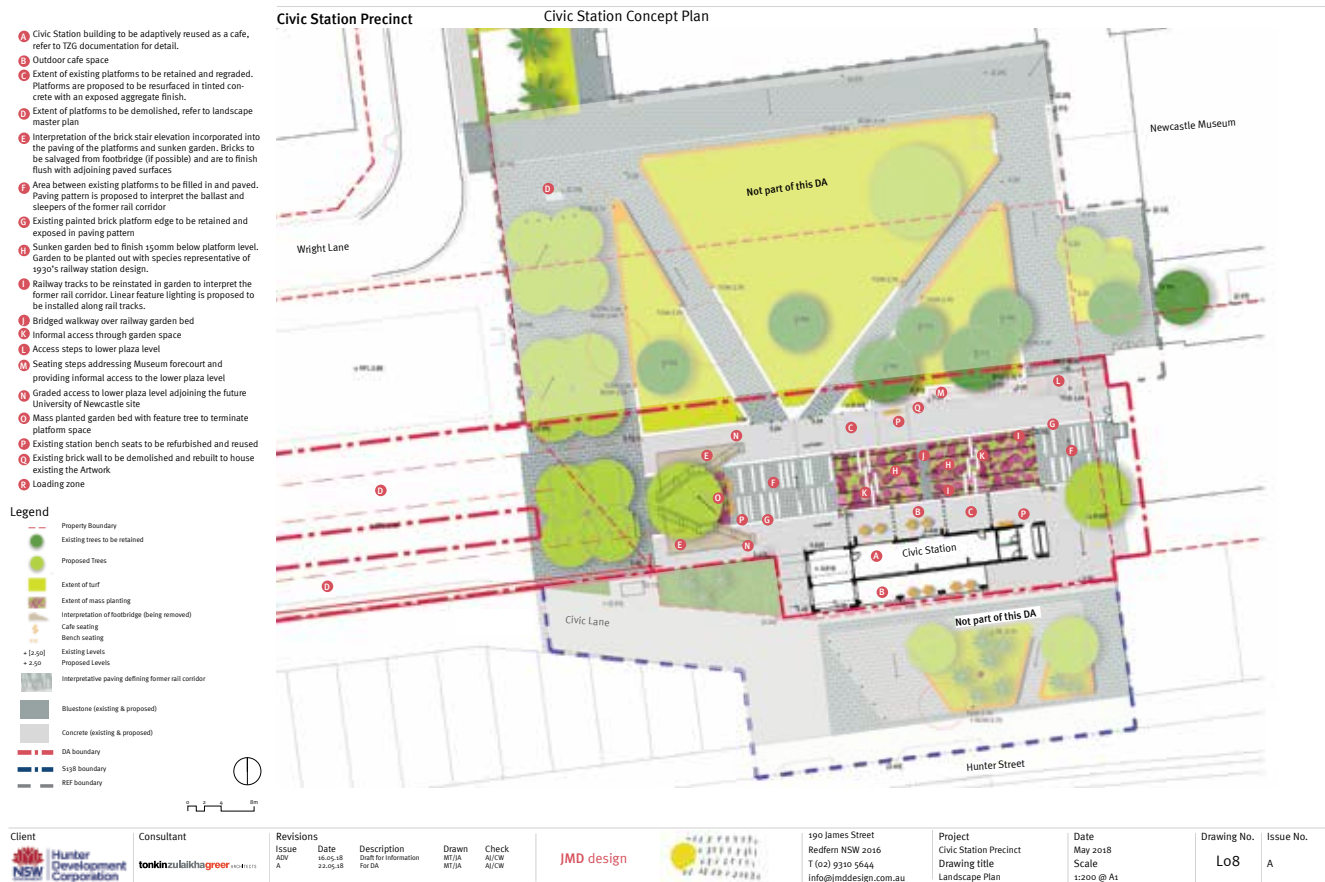 Civic Station Precinct
Civic Station Concept Plan
A Civic Station building to be adaptively reused as a cafe,
refer to TZG documentation for detail.
B Outdoor cafe space
C Extent of existing platforms to be retained and regraded.
Platforms are proposed to be resurfaced in tinted con-
crete with an exposed aggregate finish.
D Extent of platforms to be demolished, refer to landscape
master plan
E Interpretation of the brick stair elevation incorporated into
the paving of the platforms and sunken garden. Bricks to
be salvaged from footbridge (if possible) and are to finish
flush with adjoining paved surfaces
F Area between existing platforms to be filled in and paved.
Paving pattern is proposed to interpret the ballast and
sleepers of the former rail corridor
G Existing painted brick platform edge to be retained and
exposed in paving pattern
H Sunken garden bed to finish 150mm below platform level.
Garden to be planted out with species representative of
1930's railway station design.
I Railway tracks to be reinstated in garden to interpret the
former rail corridor. Linear feature lighting is proposed to
be installed along rail tracks.
J Bridged walkway over railway garden bed
K Informal access through garden space
L Access steps to lower plaza level
M Seating steps addressing Museum forecourt and
providing informal access to the lower plaza level
N Graded access to lower plaza level adjoining the future
University of Newcastle site
O Mass planted garden bed with feature tree to terminate
platform space
P Existing station bench seats to be refurbished and reused
Q Existing brick wall to be demolished and rebuilt to house
existing the Artwork
R Loading zone
Legend
Property Boundary
Existing trees to be retained
Proposed Trees
Extent of turf
Extent of mass planting
Interpretation of footbridge (being removed)
Cafe seating
Bench seating
+ [2.50] Existing Levels
+ 2.50 Proposed Levels
Interpretative paving defining former rail corridor
Bluestone (existing & proposed)
Concrete (existing & proposed)
DA boundary
S138 boundary
REF boundary
0 2 4 8m
Newcastle Museum
Not part of this DA
D
Wright Lane
L
M
Q
C
P
G
N
I
F
E
J
K
H
F
H
D
O
K
I
B
C
P
P
G
E
N
A
Civic Station
D
B
Not part of this DA
Civic Lane
Hunter Street
Client
NSW
Hunter
Development
Corporation
Consultant
tonkinzulaikhagreer ARCHITECTS
Revisions
Issue Date Description Drawn Check
ADV 16.05.18 Draft for Information MT/JA AJ/CW
A 22.05.18 For DA MT/JA AJ/CW
JMD design
190 James Street
Redfern NSW 2016
T (02) 9310 5644
info@jmddesign.com.au
Project
Civic Station Precinct
Drawing title
Landscape Plan
Date
May 2018
Scale
1:200 @ A1
Drawing No.
L08
Issue No.
A